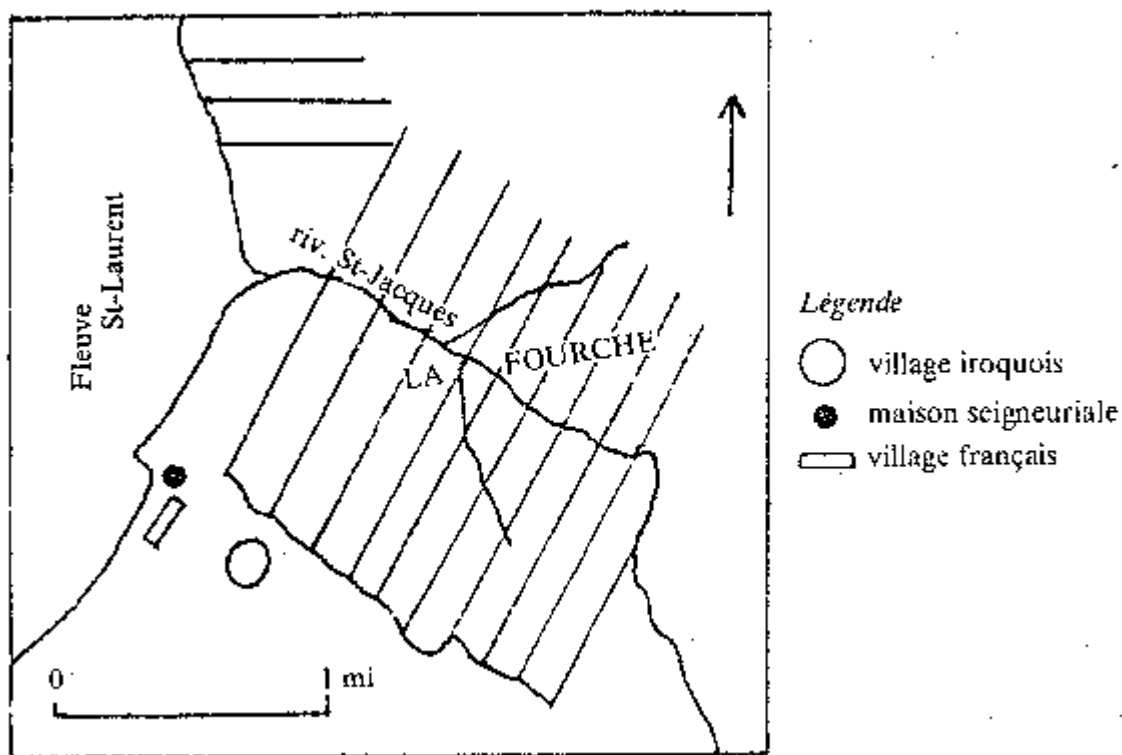 Fleuve
St-Laurent
riv. St-Jacques
LA FOURCHE
0 1 mi
Légende
village iroquois
maison seigneuriale
village français